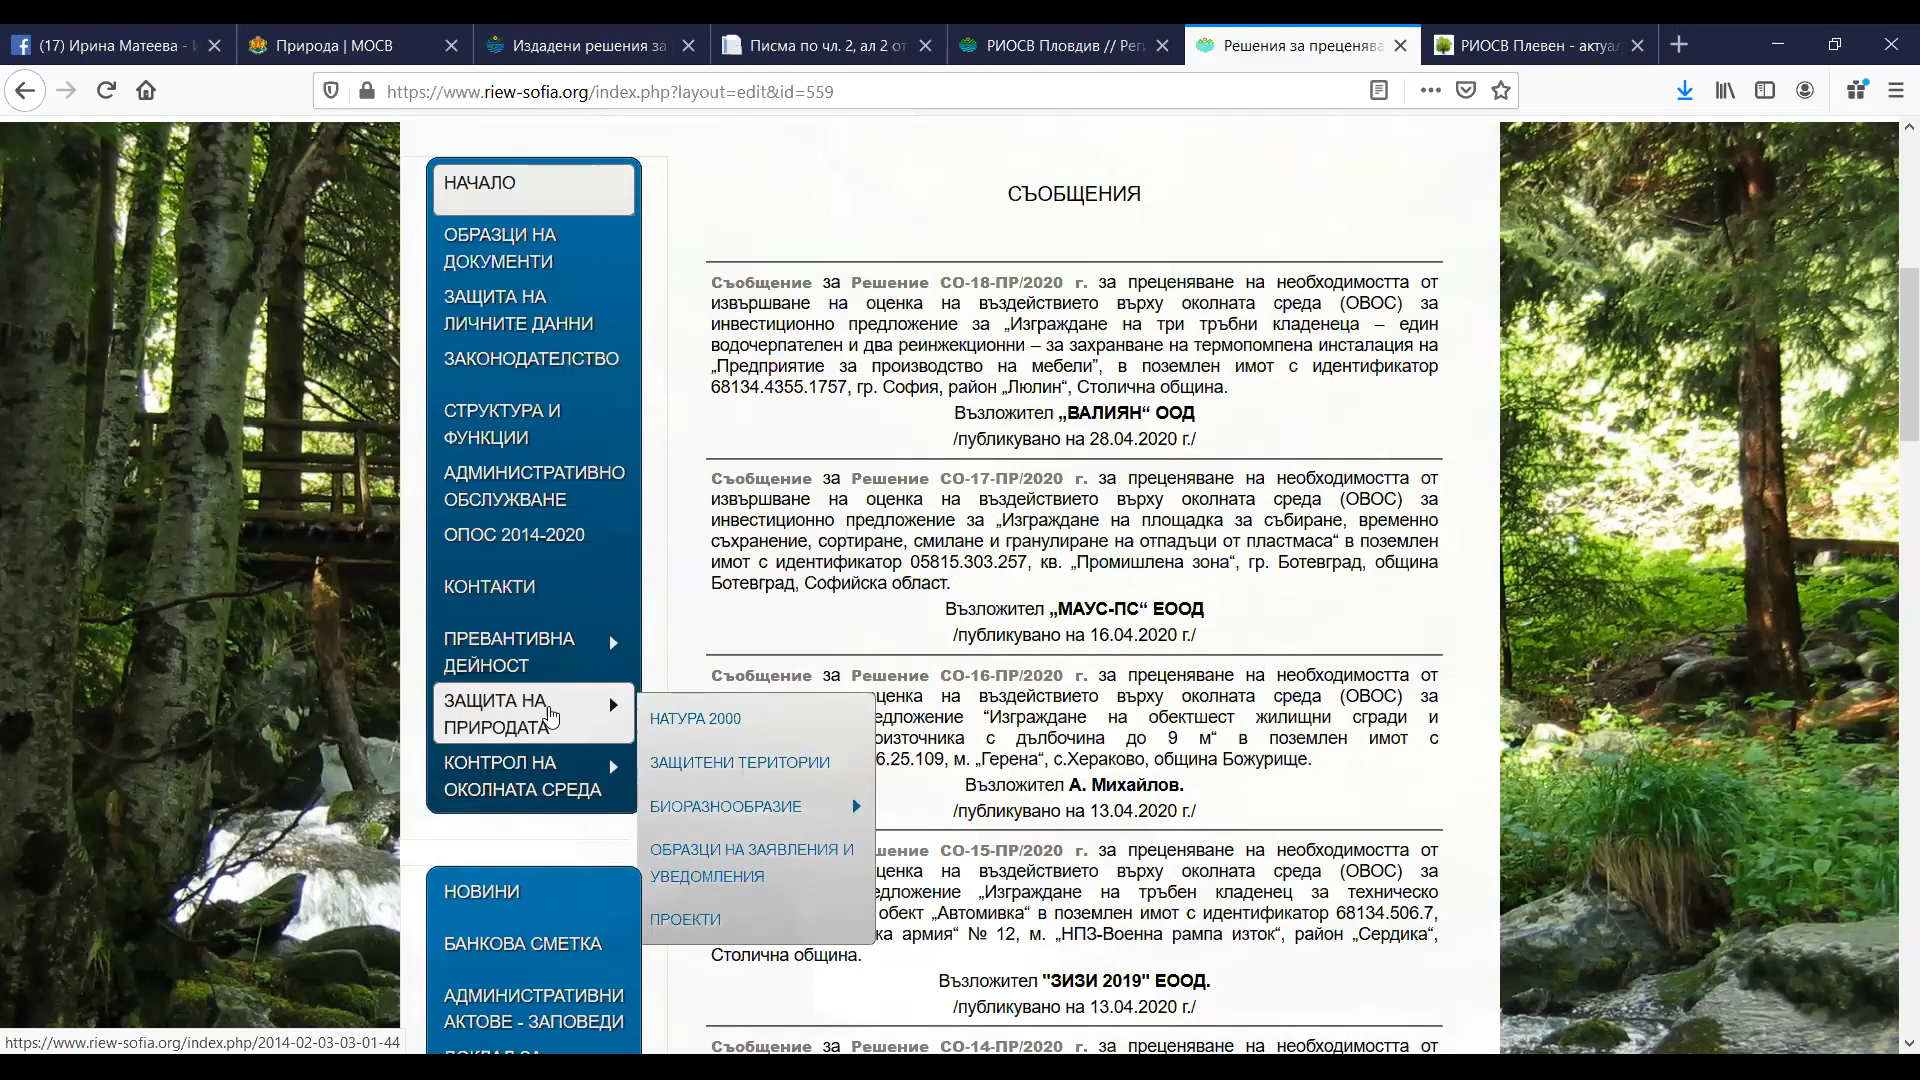 (17) Ирина Матеева -
Природа | МОСВ
Издадени решения за
Писма по чл. 2, ал 2 от
РИОСВ Пловдив // Рег
Решения за преценява
РИОСВ Плевен - актуа
https://www.riew-sofia.org/index.php?layout=edit&id=559
НАЧАЛО
ОБРАЗЦИ НА
ДОКУМЕНТИ
ЗАЩИТА НА
ЛИЧНИТЕ ДАННИ
ЗАКОНОДАТЕЛСТВО
СТРУКТУРА И
ФУНКЦИИ
АДМИНИСТРАТИВНО
ОБСЛУЖВАНЕ
ОПОС 2014-2020
КОНТАКТИ
ПРЕВАНТИВНА
ДЕЙНОСТ
ЗАЩИТА НА
ПРИРОДАТА
КОНТРОЛ НА
ОКОЛНАТА СРЕДА
НАТУРА 2000
ЗАЩИТЕНИ ТЕРИТОРИИ
БИОРАЗНООБРАЗИЕ
ОБРАЗЦИ НА ЗАЯВЛЕНИЯ И
УВЕДОМЛЕНИЯ
ПРОЕКТИ
НОВИНИ
БАНКОВА СМЕТКА
АДМИНИСТРАТИВНИ
АКТОВЕ - ЗАПОВЕДИ
СЪОБЩЕНИЯ
Съобщение за Решение СО-18-ПР/2020 г. за преценяване на необходимостта от
извършване на оценка на въздействието върху околната среда (ОВОС) за
инвестиционно предложение за „Изграждане на три тръбни кладенеца – един
водочерпателен и два реинжекционни – за захранване на термопомпена инсталация на
„Предприятие за производство на мебели”, в поземлен имот с идентификатор
68134.4355.1757, гр. София, район „Люлин“, Столична община.
Възложител „ВАЛИЯН“ ООД
/публикувано на 28.04.2020 г./
Съобщение за Решение СО-17-ПР/2020 г. за преценяване на необходимостта от
извършване на оценка на въздействието върху околната среда (ОВОС) за
инвестиционно предложение за „Изграждане на площадка за събиране, временно
съхранение, сортиране, смилане и гранулиране на отпадъци от пластмаса“ в поземлен
имот с идентификатор 05815.303.257, кв. „Промишлена зона“, гр. Ботевград, община
Ботевград, Софийска област.
Възложител „МАУС-ПС“ ЕООД
/публикувано на 16.04.2020 г./
Съобщение за Решение СО-16-ПР/2020 г. за преценяване на необходимостта от
ценка на въздействието върху околната среда (ОВОС) за
едложение “Изграждане на обектшест жилищни сгради и
оизточника с дълбочина до 9 м“ в поземлен имот с
6.25.109, м. „Герена“, с.Хераково, община Божурище.
Възложител А. Михайлов.
/публикувано на 13.04.2020 г./
шение СО-15-ПР/2020 г. за преценяване на необходимостта от
ценка на въздействието върху околната среда (ОВОС) за
едложение „Изграждане на тръбен кладенец за техническо
обект „Автомивка“ в поземлен имот с идентификатор 68134.506.7,
ка армия“ № 12, м. „НПЗ-Военна рампа изток“, район „Сердика“,
Столична община.
Възложител "ЗИЗИ 2019" ЕООД.
/публикувано на 13.04.2020 г./
Съобщение за Решение СО-14-ПР/2020 г. за преценяване на необходимостта от
https://www.riew-sofia.org/index.php/2014-02-03-03-01-44